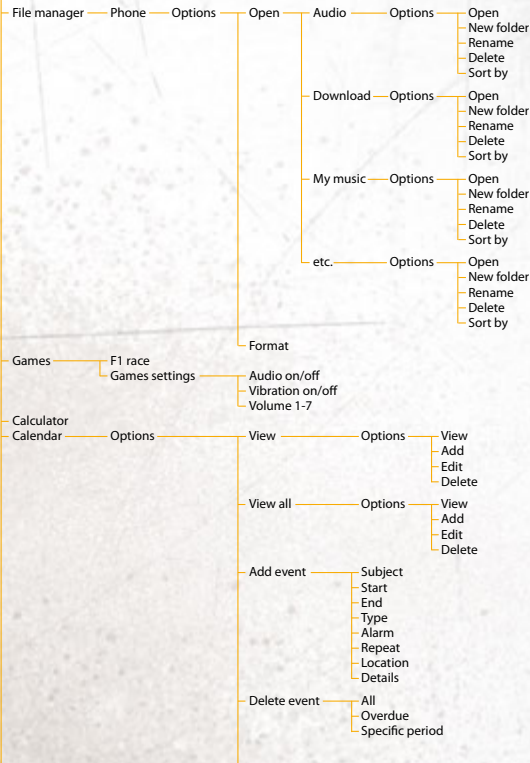 File manager Phone Options Open Audio Options Open
New folder
Rename
Delete
Sort by
Download Options Open
New folder
Rename
Delete
Sort by
My music Options Open
New folder
Rename
Delete
Sort by
etc. Options Open
New folder
Rename
Delete
Sort by
Format
Games F1 race
Games settings Audio on/off
Vibration on/off
Volume 1-7
Calculator
Calendar Options View Options View
Add
Edit
Delete
View all Options View
Add
Edit
Delete
Add event Subject
Start
End
Type
Alarm
Repeat
Location
Details
Delete event All
Overdue
Specific period